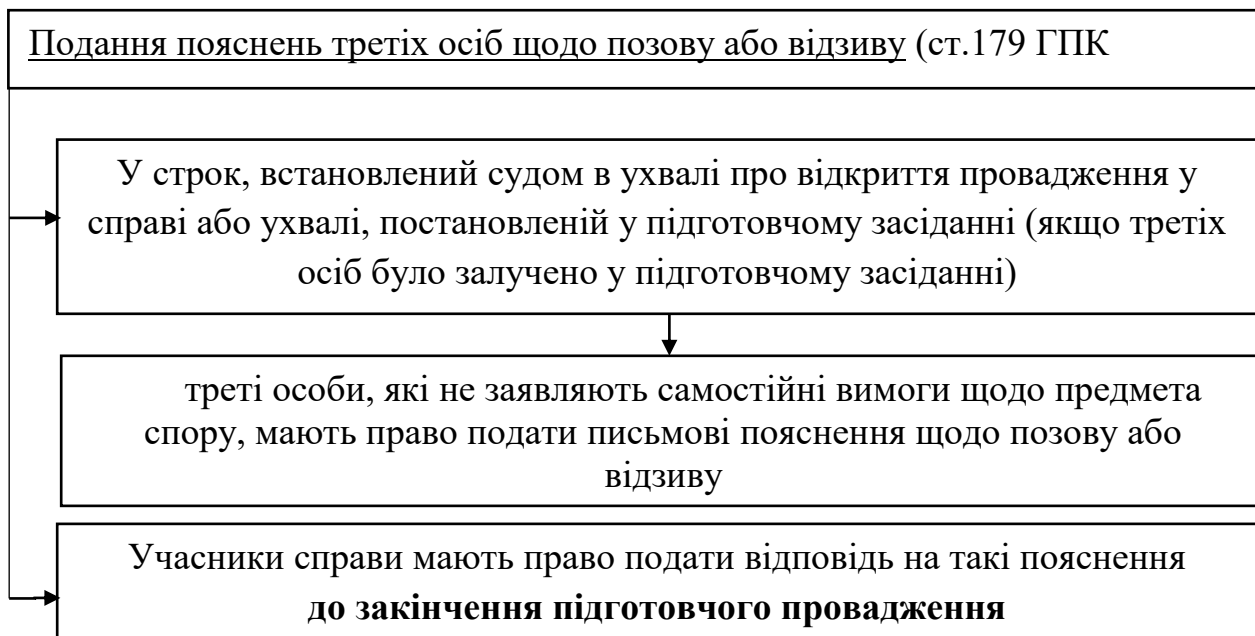 Подання пояснень третіх осіб щодо позову або відзиву (ст.179 ГПК
У строк, встановлений судом в ухвалі про відкриття провадження у
справі або ухвалі, постановленій у підготовчому засіданні (якщо третіх
осіб було залучено у підготовчому засіданні)
треті особи, які не заявляють самостійні вимоги щодо предмета
спору, мають право подати письмові пояснення щодо позову або
відзиву
Учасники справи мають право подати відповідь на такі пояснення
до закінчення підготовчого провадження